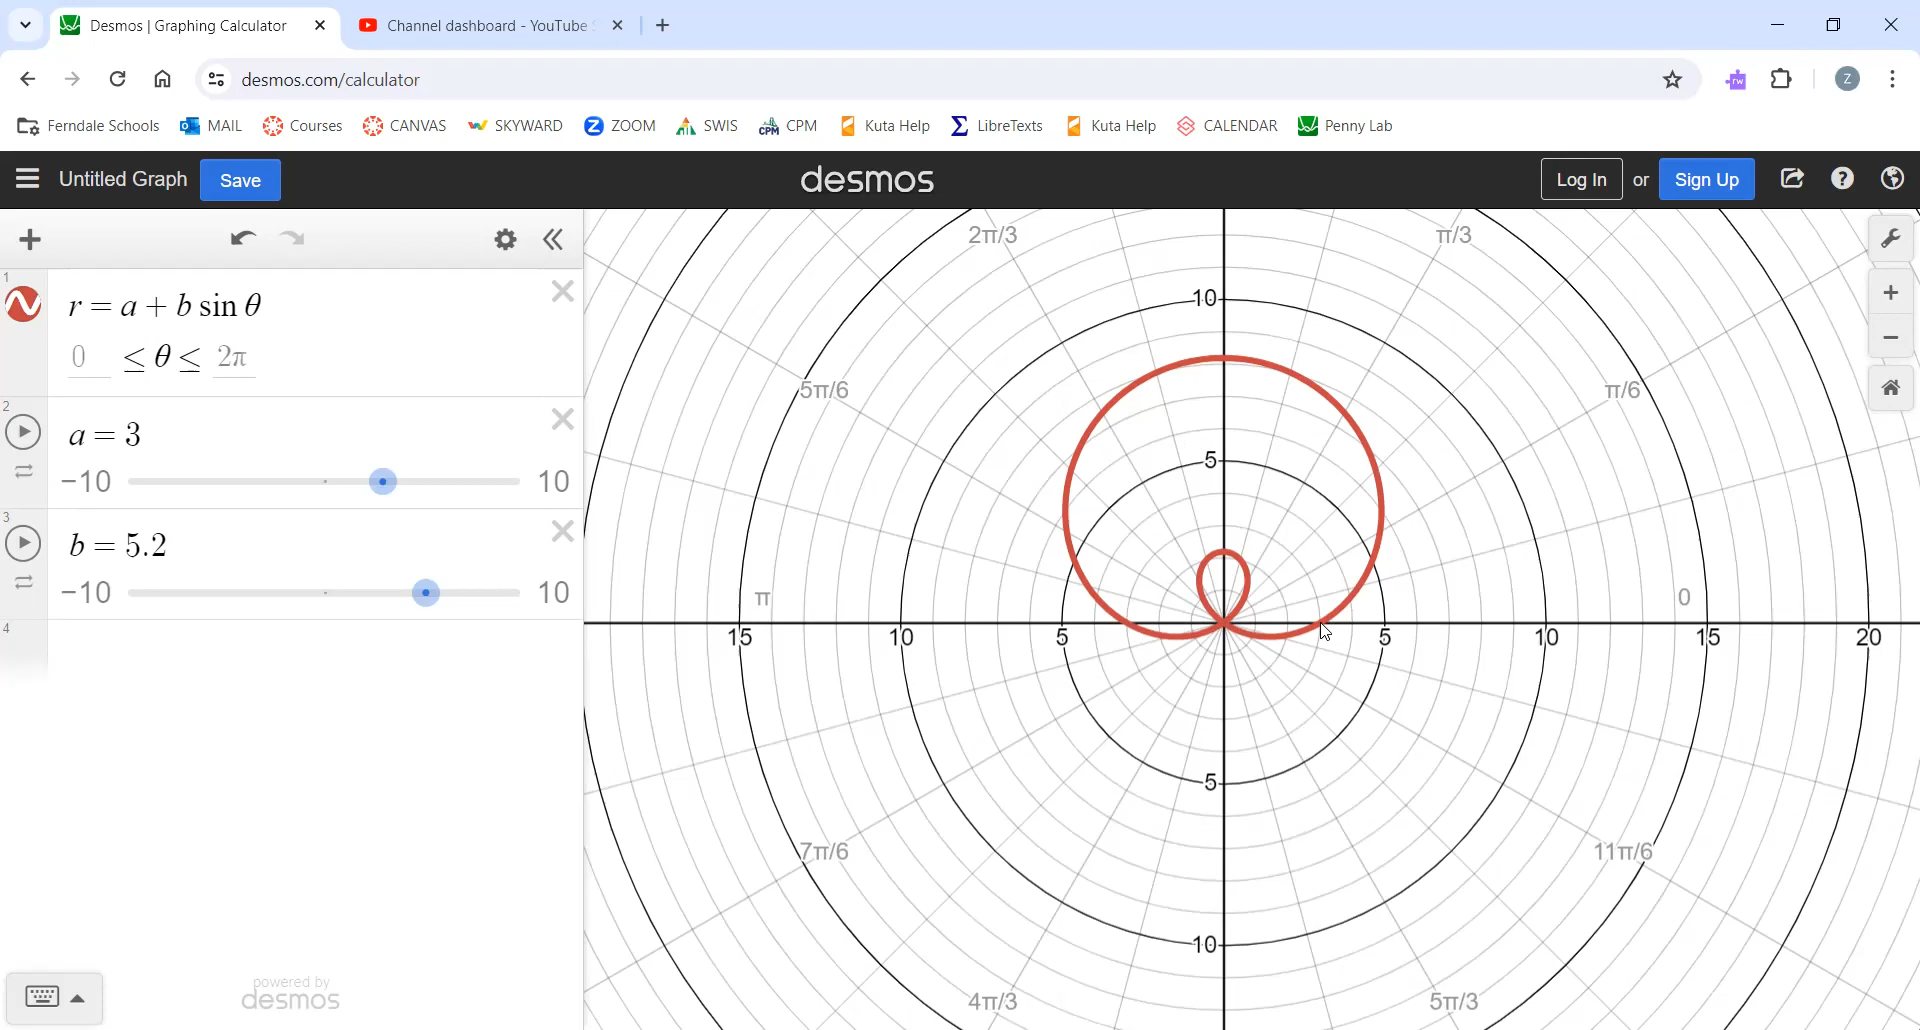 Desmos | Graphing Calculator
Channel dashboard - YouTube
desmos.com/calculator
rw
Z
Ferndale Schools
MAIL
Courses
CANVAS
SKYWARD
ZOOM
SWIS
CPM
CPM
Kuta Help
LibreTexts
Kuta Help
CALENDAR
Penny Lab
Untitled Graph
Save
desmos
Log In or Sign Up
1
r = a + b sin θ
0 ≤ θ ≤ 2π
2
a = 3
−10 10
3
b = 5.2
−10 10
4
powered by
desmos
2π/3 π/3
10
5π/6 π/6
5
π 0
15 10 5 5 10 15 20
5
7π/6 11π/6
10
4π/3 5π/3